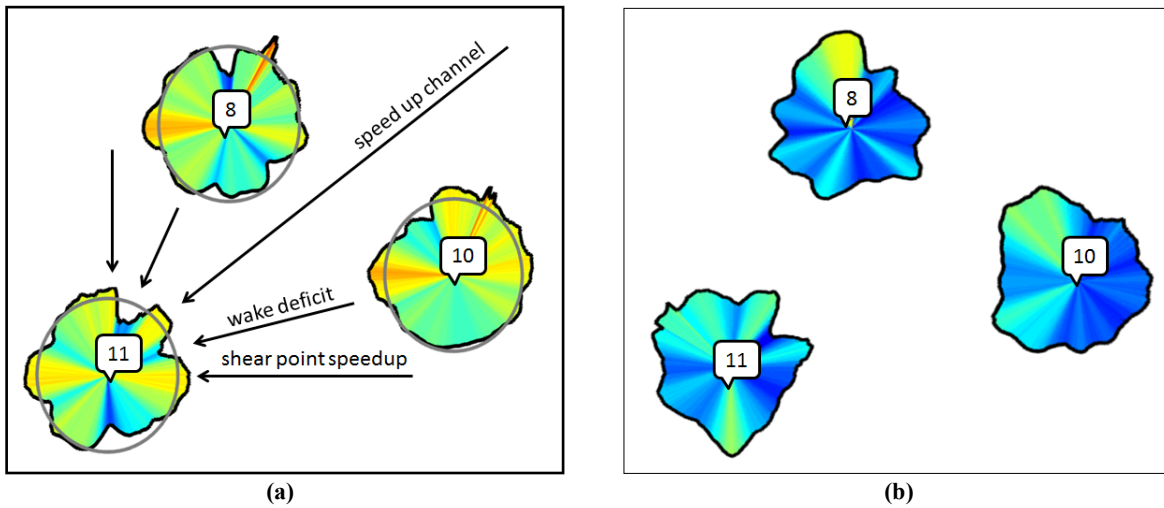 8
speed up channel
10
wake deficit
11
shear point speedup
(a)
8
10
11
(b)